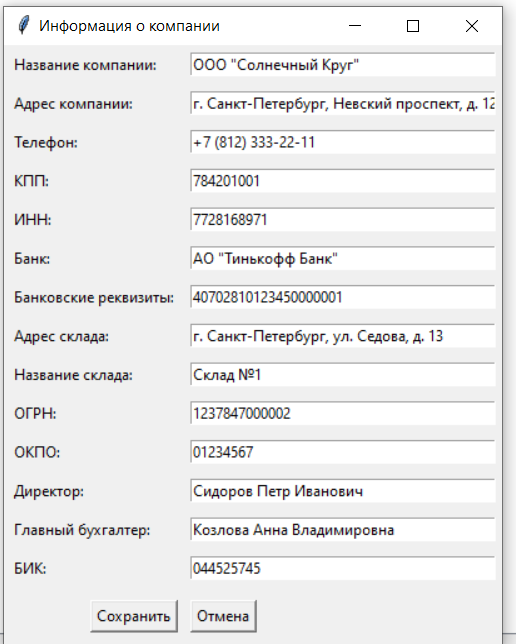 Информация о компании
Название компании: ООО "Солнечный Круг"
Адрес компании: г. Санкт-Петербург, Невский проспект, д. 12
Телефон: +7 (812) 333-22-11
КПП: 784201001
ИНН: 7728168971
Банк: АО "Тинькофф Банк"
Банковские реквизиты: 40702810123450000001
Адрес склада: г. Санкт-Петербург, ул. Седова, д. 13
Название склада: Склад №1
ОГРН: 1237847000002
ОКПО: 01234567
Директор: Сидоров Петр Иванович
Главный бухгалтер: Козлова Анна Владимировна
БИК: 044525745
Сохранить Отмена